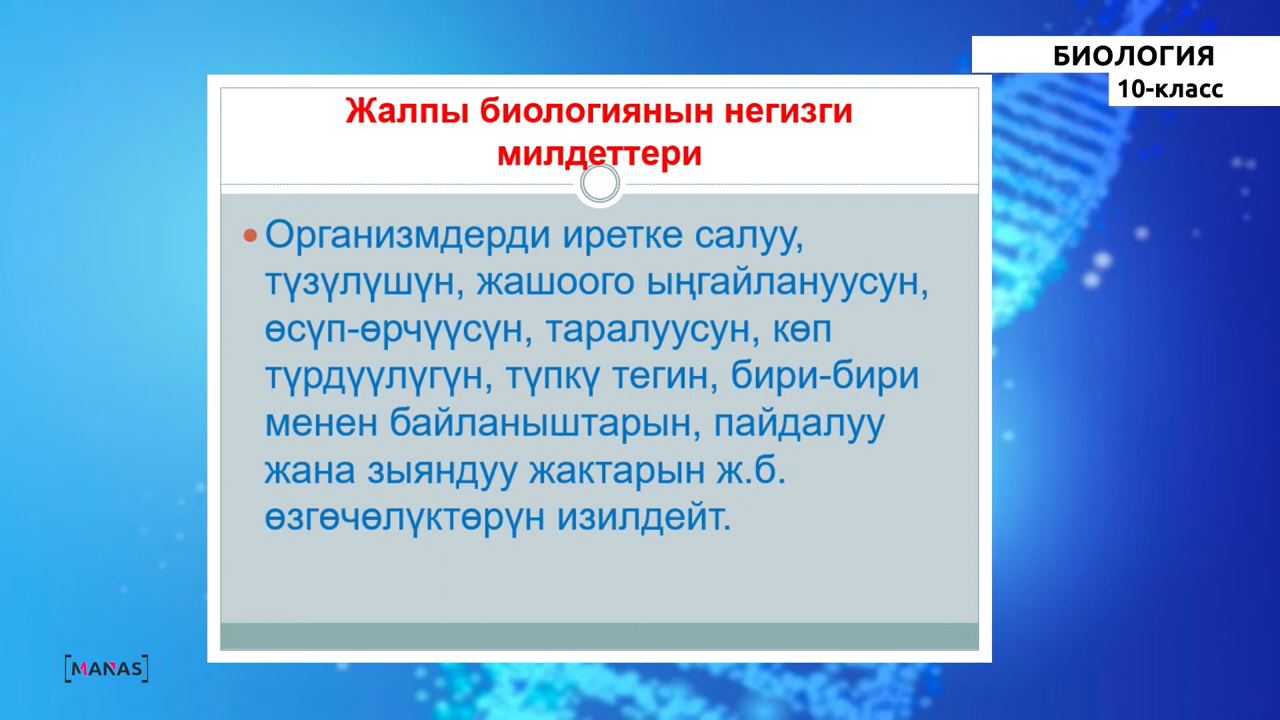 БИОЛОГИЯ
10-класс
Жалпы биологиянын негизги
милдеттери
• Организмдерди иретке салуу,
түзүлүшүн, жашоого ыңгайлануусун,
өсүп-өрчүүсүн, таралуусун, көп
түрдүүлүгүн, түпкү тегин, бири-бири
менен байланыштарын, пайдалуу
жана зыяндуу жактарын ж.б.
өзгөчөлүктөрүн изилдейт.
[MANAS]